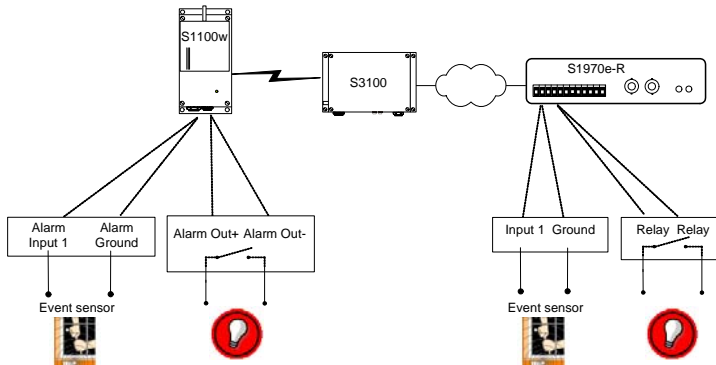 S1100w
S3100
S1970e-R
Alarm Input 1
Alarm Ground
Alarm Out+ Alarm Out-
Input 1 Ground
Relay Relay
Event sensor
Event sensor